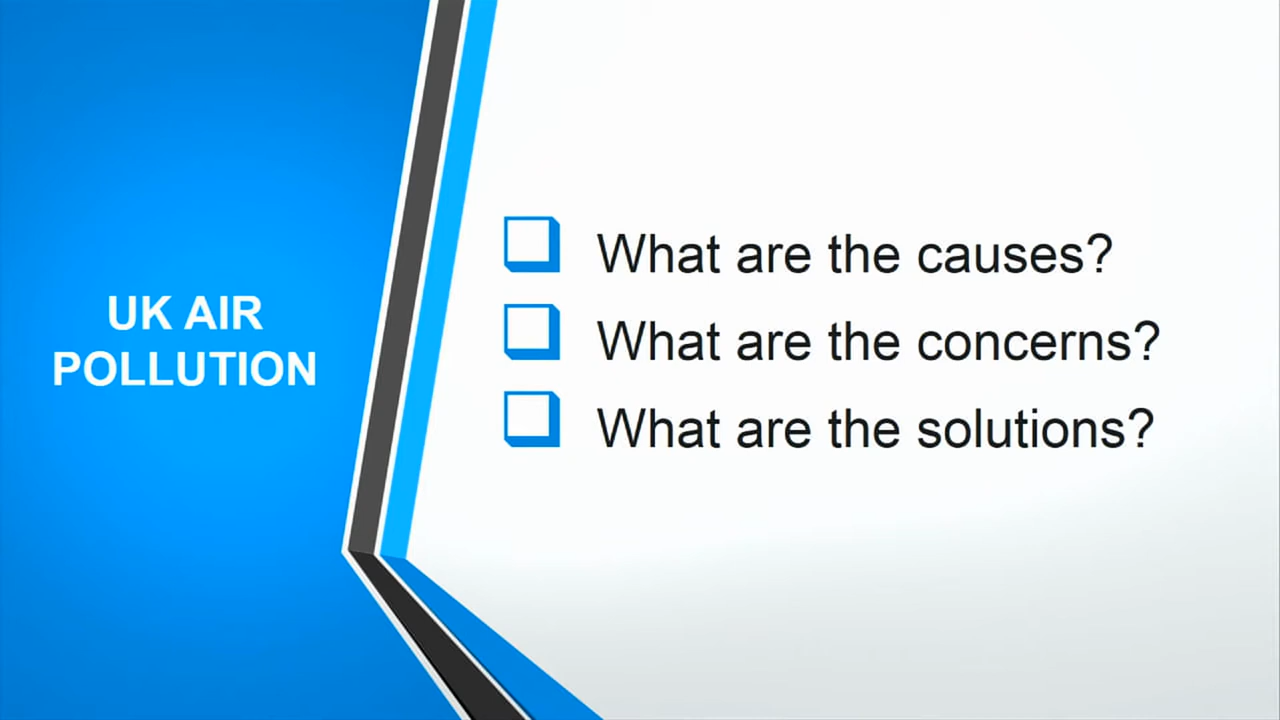 UK AIR
POLLUTION
What are the causes?
What are the concerns?
What are the solutions?